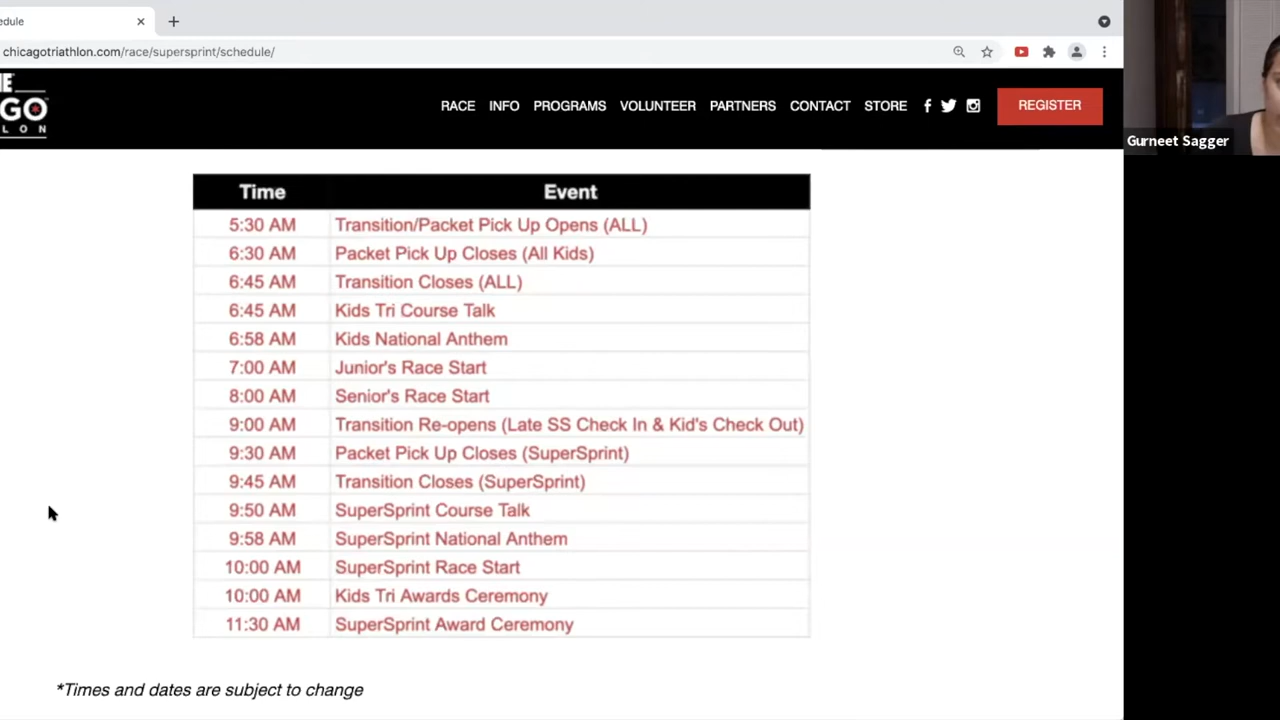 edule
chicagotriathlon.com/race/supersprint/schedule/
GO
LON
RACE INFO PROGRAMS VOLUNTEER PARTNERS CONTACT STORE REGISTER
Gurneet Sagger
Time Event
5:30 AM Transition/Packet Pick Up Opens (ALL)
6:30 AM Packet Pick Up Closes (All Kids)
6:45 AM Transition Closes (ALL)
6:45 AM Kids Tri Course Talk
6:58 AM Kids National Anthem
7:00 AM Junior's Race Start
8:00 AM Senior's Race Start
9:00 AM Transition Re-opens (Late SS Check In & Kid's Check Out)
9:30 AM Packet Pick Up Closes (SuperSprint)
9:45 AM Transition Closes (SuperSprint)
9:50 AM SuperSprint Course Talk
9:58 AM SuperSprint National Anthem
10:00 AM SuperSprint Race Start
10:00 AM Kids Tri Awards Ceremony
11:30 AM SuperSprint Award Ceremony
*Times and dates are subject to change